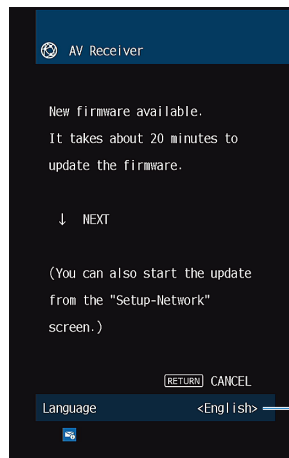 AV Receiver
New firmware available.
It takes about 20 minutes to
update the firmware.
↓ NEXT
(You can also start the update
from the "Setup-Network"
screen.)
RETURN CANCEL
Language <English>